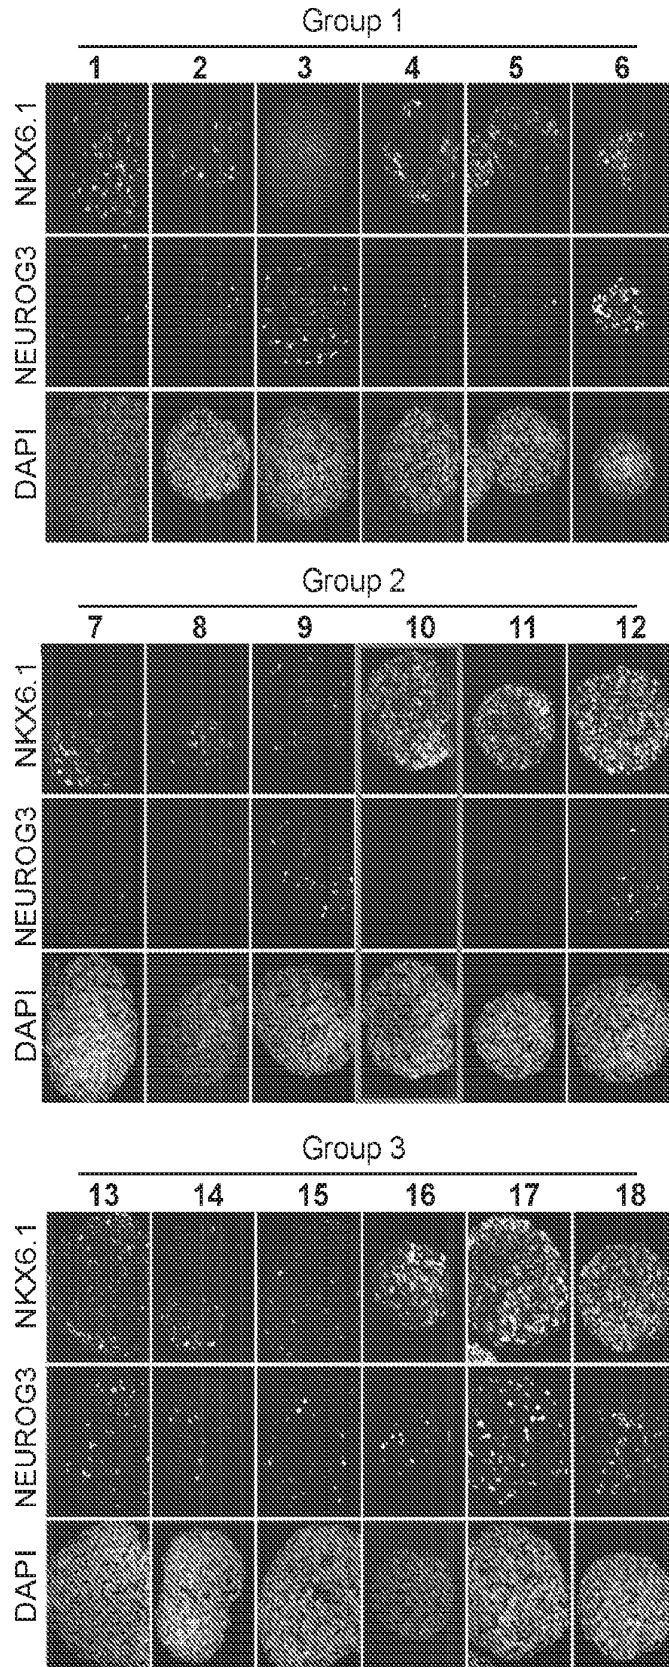 Group 1
1 2 3 4 5 6
NKX6.1
NEUROG3
DAPI
Group 2
7 8 9 10 11 12
NKX6.1
NEUROG3
DAPI
Group 3
13 14 15 16 17 18
NKX6.1
NEUROG3
DAPI